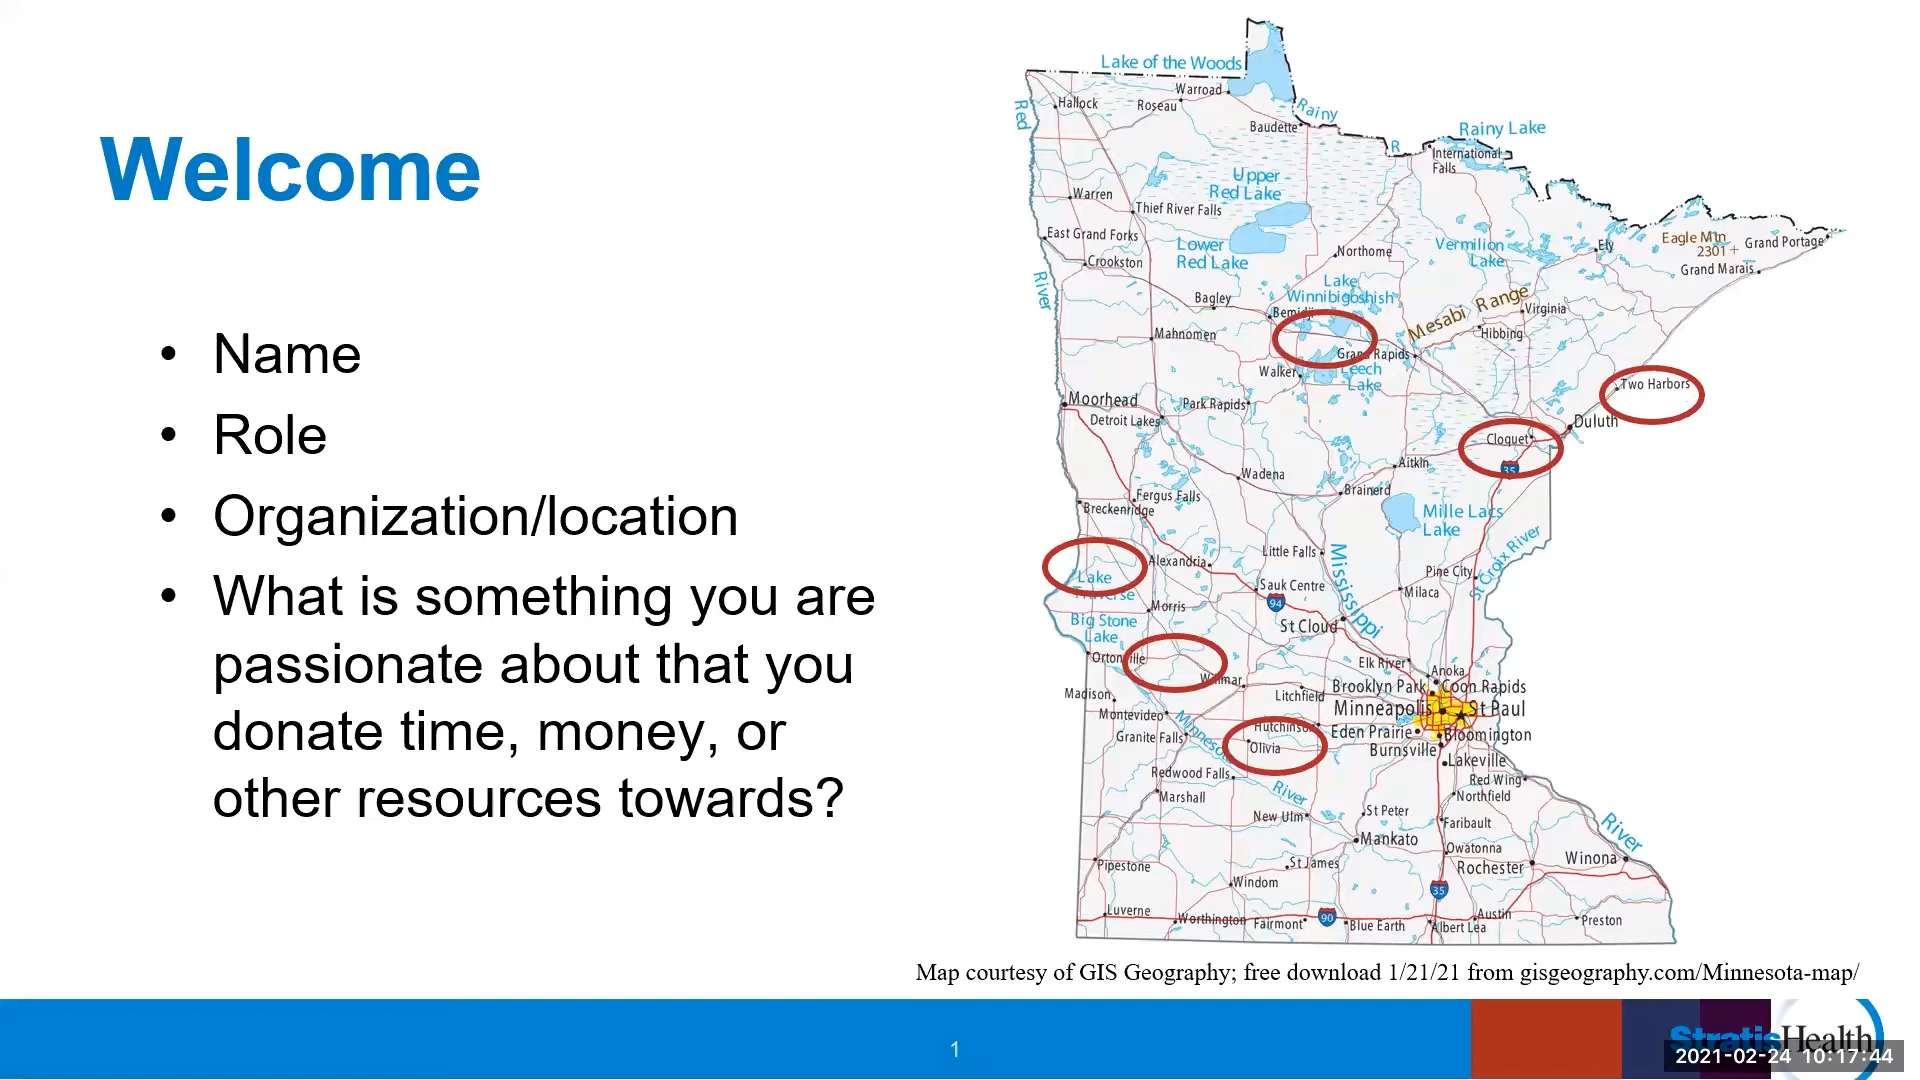 Welcome
• Name
• Role
• Organization/location
• What is something you are
passionate about that you
donate time, money, or
other resources towards?
Lake of the Woods
Warroad
Hallock
Roseau
Red
Rainy
Baudette
Rainy Lake
R
International
Falls
Upper
Red Lake
Warren
Thief River Falls
East Grand Forks
Lower
Red Lake
Crookston
Northome
Vermilion
Lake
Ely
Eagle Mtn
2301 +
Grand Portage
Grand Marais
River
Lake
Winnibigoshish
Bagley
Bemidji
Mesabi Range
Virginia
Hibbing
Mahnomen
Grand Rapids
Walker
Leech
Lake
Two Harbors
Moorhead
Park Rapids
Detroit Lakes
Duluth
Cloquet
35
Aitkin
Wadena
Brainerd
Fergus Falls
Breckenridge
Mille Lacs
Lake
St Croix River
Little Falls
Mississippi
Alexandria
Lake
Traverse
Pine City
Sauk Centre
94
Milaca
Morris
Big Stone
Lake
St Cloud
Ortonville
Elk River
Anoka
Willmar
Brooklyn Park
Coon Rapids
Madison
Litchfield
Minneapolis
St Paul
Montevideo
Minnesota
Hutchinson
Eden Prairie
Bloomington
Granite Falls
Olivia
Burnsville
Lakeville
Redwood Falls
Red Wing
River
Marshall
Northfield
New Ulm
St Peter
Faribault
River
Mankato
Owatonna
Rochester
Winona
Pipestone
St James
Windom
35
Luverne
Worthington
Fairmont
90
Blue Earth
Albert Lea
Austin
Preston
Map courtesy of GIS Geography; free download 1/21/21 from gisgeography.com/Minnesota-map/
1
StratisHealth
2021-02-24 10:17:44